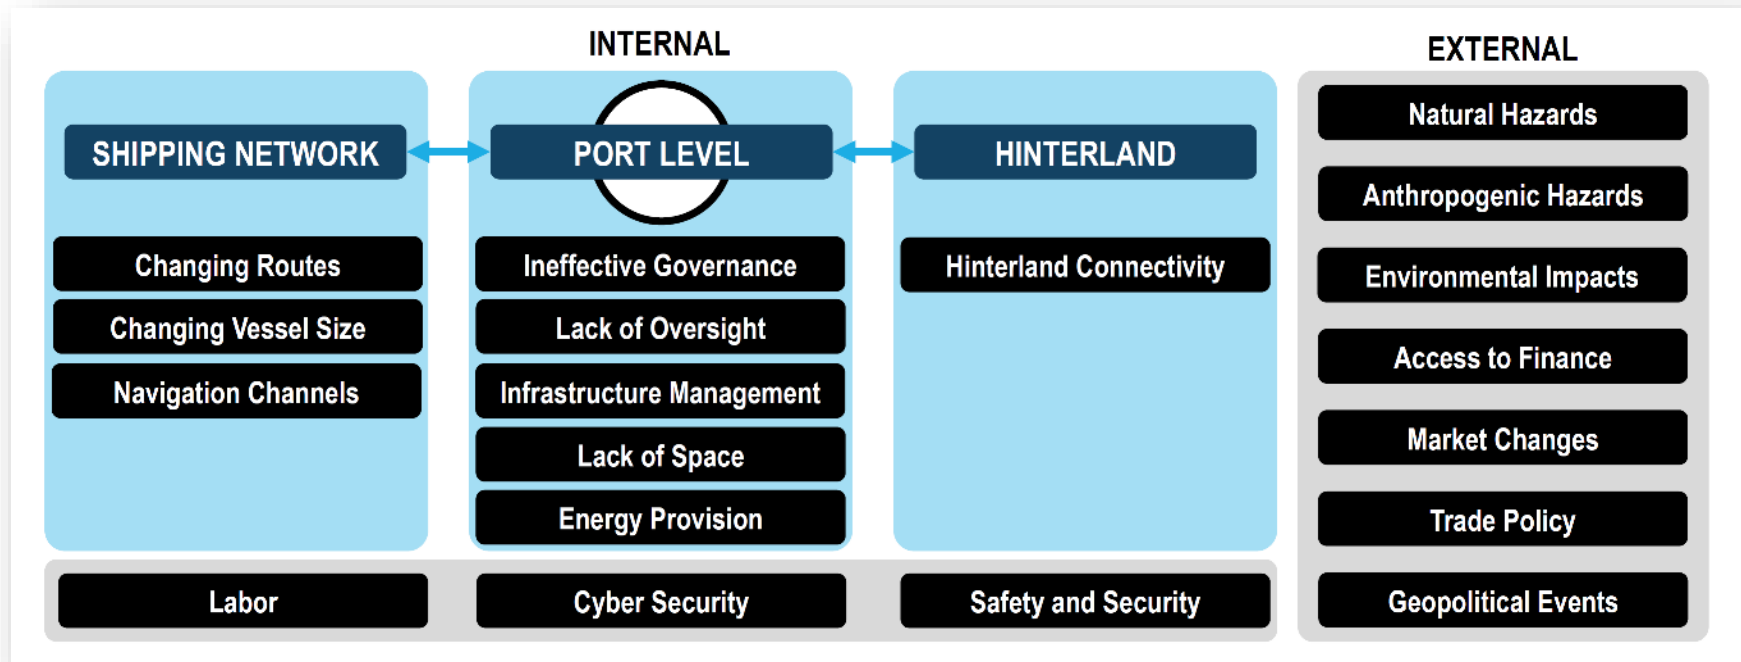 INTERNAL
EXTERNAL
SHIPPING NETWORK
PORT LEVEL
HINTERLAND
Changing Routes
Changing Vessel Size
Navigation Channels
Ineffective Governance
Lack of Oversight
Infrastructure Management
Lack of Space
Energy Provision
Hinterland Connectivity
Labor
Cyber Security
Safety and Security
Natural Hazards
Anthropogenic Hazards
Environmental Impacts
Access to Finance
Market Changes
Trade Policy
Geopolitical Events